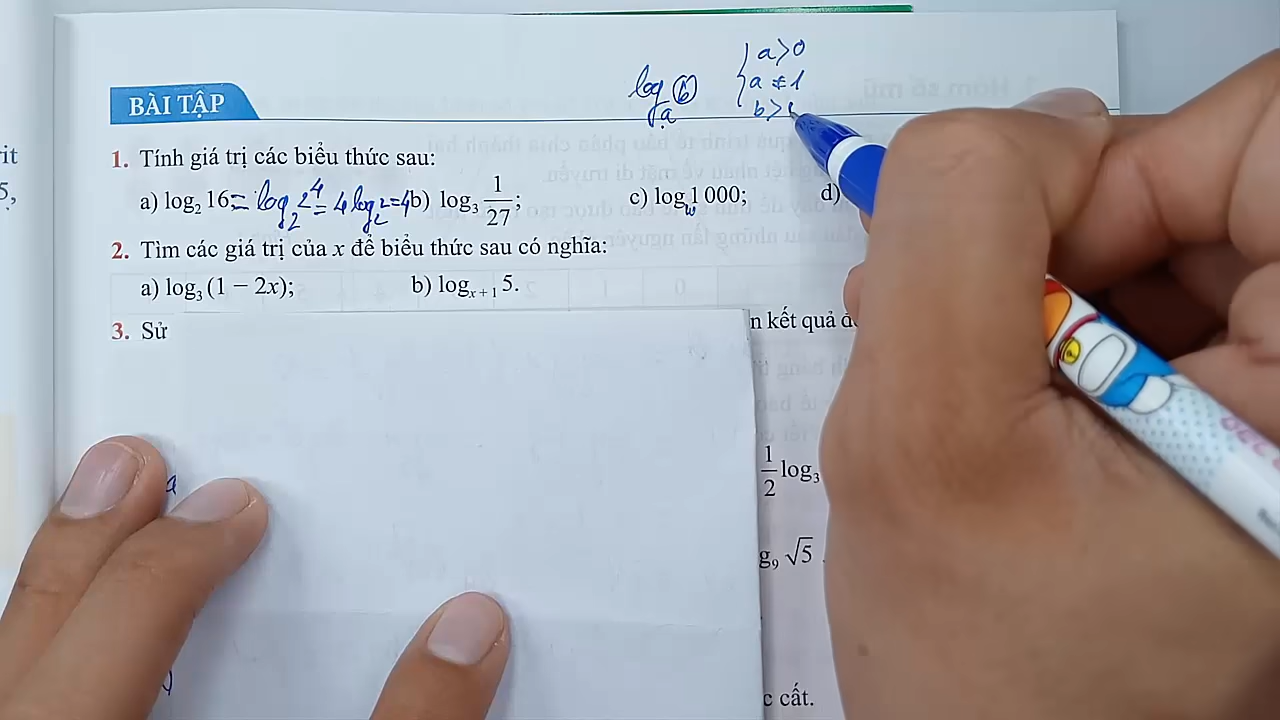 a > 0
log_a b a ≠ 1
b >
BÀI TẬP
1. Tính giá trị các biểu thức sau:
a) log₂ 16 = log₂ 2⁴ = 4 log₂ 2 = 4 b) log₃ 1/27; c) log 1 000; d)
2. Tìm các giá trị của x để biểu thức sau có nghĩa:
a) log₃ (1 − 2x); b) logₓ₊₁ 5.
3. Sử n kết quả
1/2 log₃
g₉ √5
c cất.
5,